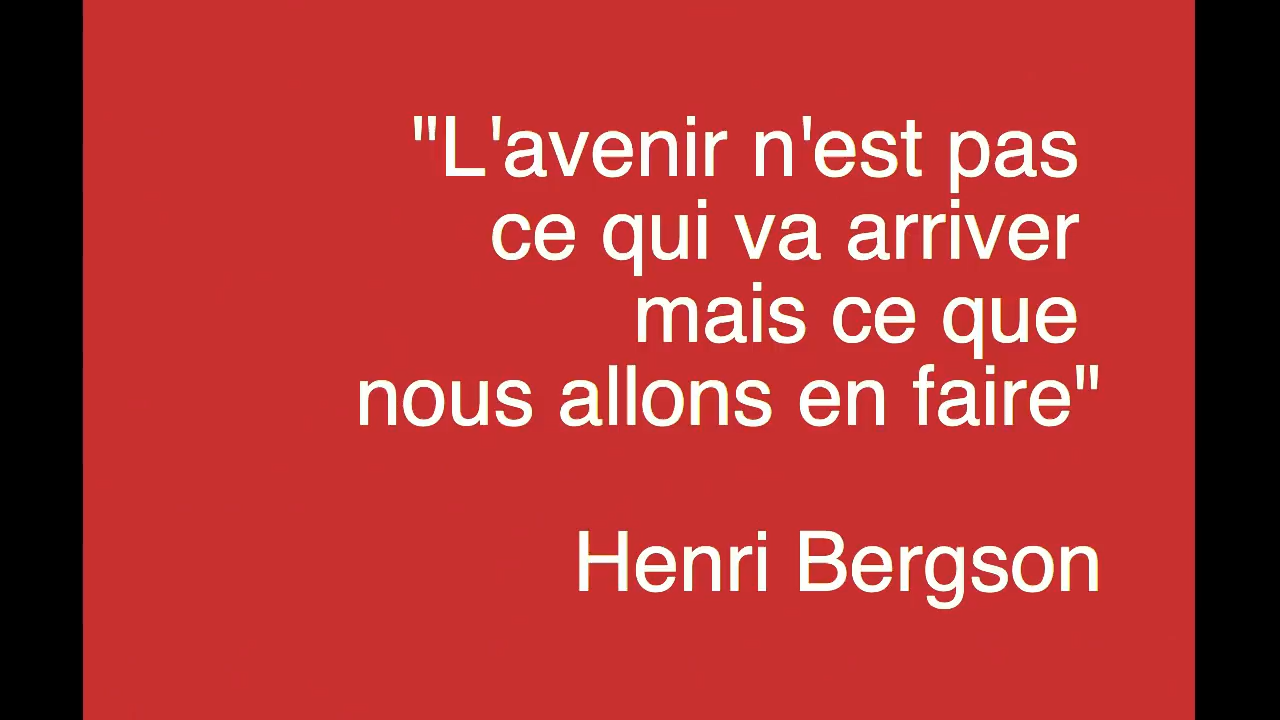 "L'avenir n'est pas
ce qui va arriver
mais ce que
nous allons en faire"
Henri Bergson